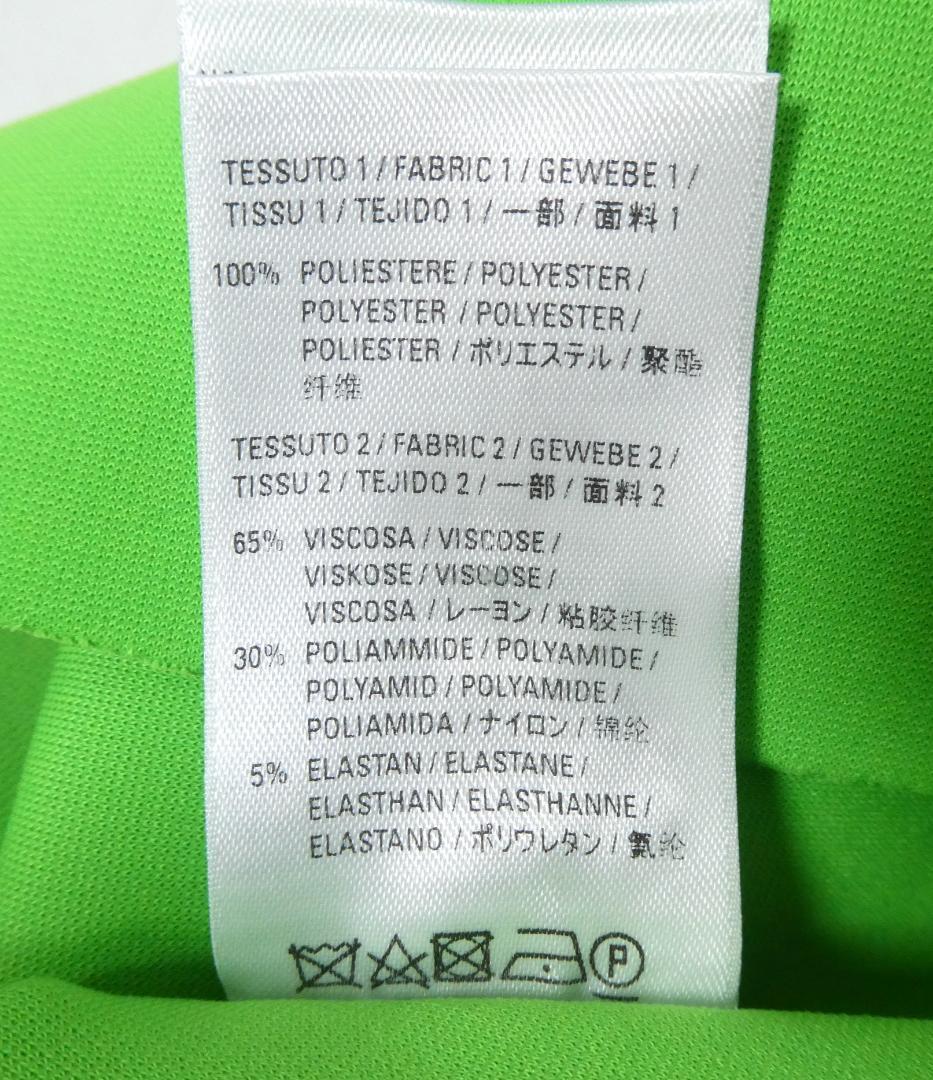 TESSUTO 1 / FABRIC 1 / GEWEBE 1 /
TISSU 1 / TEJIDO 1 / 一部 / 面料 1
100% POLIESTERE / POLYESTER /
POLYESTER / POLYESTER /
POLIESTER / ポリエステル / 聚酯
纤维
TESSUTO 2 / FABRIC 2 / GEWEBE 2 /
TISSU 2 / TEJIDO 2 / 一部 / 面料 2
65% VISCOSA / VISCOSE /
VISKOSE / VISCOSE /
VISCOSA / レーヨン / 粘胶纤维
30% POLIAMMIDE / POLYAMIDE /
POLYAMID / POLYAMIDE /
POLIAMIDA / ナイロン / 锦纶
5% ELASTAN / ELASTANE /
ELASTHAN / ELASTHANNE /
ELASTANO / ポリウレタン / 氨纶
P